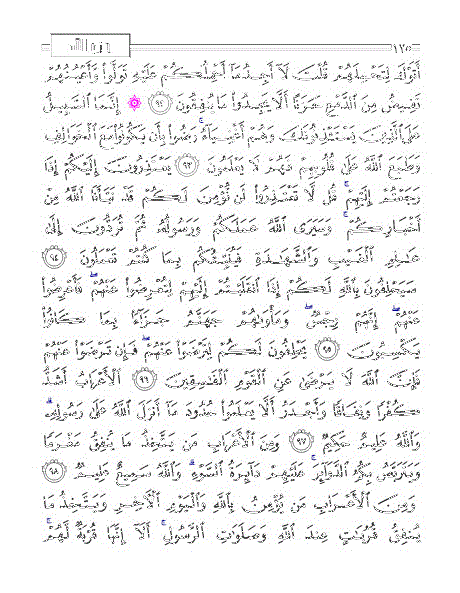 ١٢٥
أَتَوْكَ لِتَحْمِلَهُمْ قُلْتَ لَآ أَجِدُ مَآ أَحْمِلُكُمْ عَلَيْهِ تَوَلَّوا۟ وَّأَعْيُنُهُمْ
تَفِيضُ مِنَ ٱلدَّمْعِ حَزَنًا أَلَّا يَجِدُوا۟ مَا يُنفِقُونَ ٩٢ ۞ إِنَّمَا ٱلسَّبِيلُ
عَلَى ٱلَّذِينَ يَسْتَـْٔذِنُونَكَ وَهُمْ أَغْنِيَآءُ ۚ رَضُوا۟ بِأَن يَكُونُوا۟ مَعَ ٱلْخَوَالِفِ
وَطَبَعَ ٱللَّهُ عَلَىٰ قُلُوبِهِمْ فَهُمْ لَا يَعْلَمُونَ ٩٣ يَعْتَذِرُونَ إِلَيْكُمْ إِذَا
رَجَعْتُمْ إِلَيْهِمْ ۚ قُل لَّا تَعْتَذِرُوا۟ لَن نُّؤْمِنَ لَكُمْ قَدْ نَبَّأَنَا ٱللَّهُ مِنْ
أَخْبَارِكُمْ ۚ وَسَيَرَى ٱللَّهُ عَمَلَكُمْ وَرَسُولُهُۥ ثُمَّ تُرَدُّونَ إِلَىٰ
عَٰلِمِ ٱلْغَيْبِ وَٱلشَّهَٰدَةِ فَيُنَبِّئُكُم بِمَا كُنتُمْ تَعْمَلُونَ ٩٤
سَيَحْلِفُونَ بِٱللَّهِ لَكُمْ إِذَا ٱنقَلَبْتُمْ إِلَيْهِمْ لِتُعْرِضُوا۟ عَنْهُمْ ۖ فَأَعْرِضُوا۟
عَنْهُمْ ۖ إِنَّهُمْ رِجْسٌ ۖ وَمَأْوَىٰهُمْ جَهَنَّمُ جَزَآءًۢ بِمَا كَانُوا۟
يَكْسِبُونَ ٩٥ يَحْلِفُونَ لَكُمْ لِتَرْضَوْا۟ عَنْهُمْ ۖ فَإِن تَرْضَوْا۟ عَنْهُمْ
فَإِنَّ ٱللَّهَ لَا يَرْضَىٰ عَنِ ٱلْقَوْمِ ٱلْفَٰسِقِينَ ٩٦ ٱلْأَعْرَابُ أَشَدُّ
كُفْرًا وَنِفَاقًا وَأَجْدَرُ أَلَّا يَعْلَمُوا۟ حُدُودَ مَآ أَنزَلَ ٱللَّهُ عَلَىٰ رَسُولِهِۦ ۗ
وَٱللَّهُ عَلِيمٌ حَكِيمٌ ٩٧ وَمِنَ ٱلْأَعْرَابِ مَن يَتَّخِذُ مَا يُنفِقُ مَغْرَمًا
وَيَتَرَبَّصُ بِكُمُ ٱلدَّوَآئِرَ ۚ عَلَيْهِمْ دَآئِرَةُ ٱلسَّوْءِ ۗ وَٱللَّهُ سَمِيعٌ عَلِيمٌ ٩٨
وَمِنَ ٱلْأَعْرَابِ مَن يُؤْمِنُ بِٱللَّهِ وَٱلْيَوْمِ ٱلْـَٔاخِرِ وَيَتَّخِذُ مَا
يُنفِقُ قُرُبَٰتٍ عِندَ ٱللَّهِ وَصَلَوَٰتِ ٱلرَّسُولِ ۚ أَلَآ إِنَّهَا قُرْبَةٌ لَّهُمْ ۚ